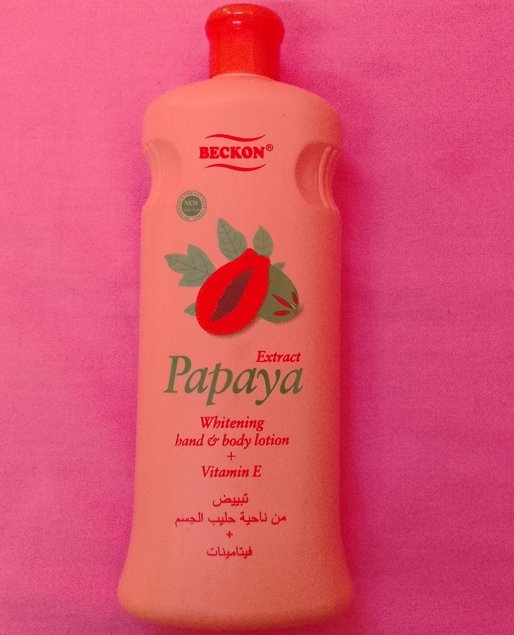 BECKON®
NEW
Extract
Papaya
Whitening
hand & body lotion
+
Vitamin E
تبييض
من ناحية حليب الجسم
+
فيتامينات